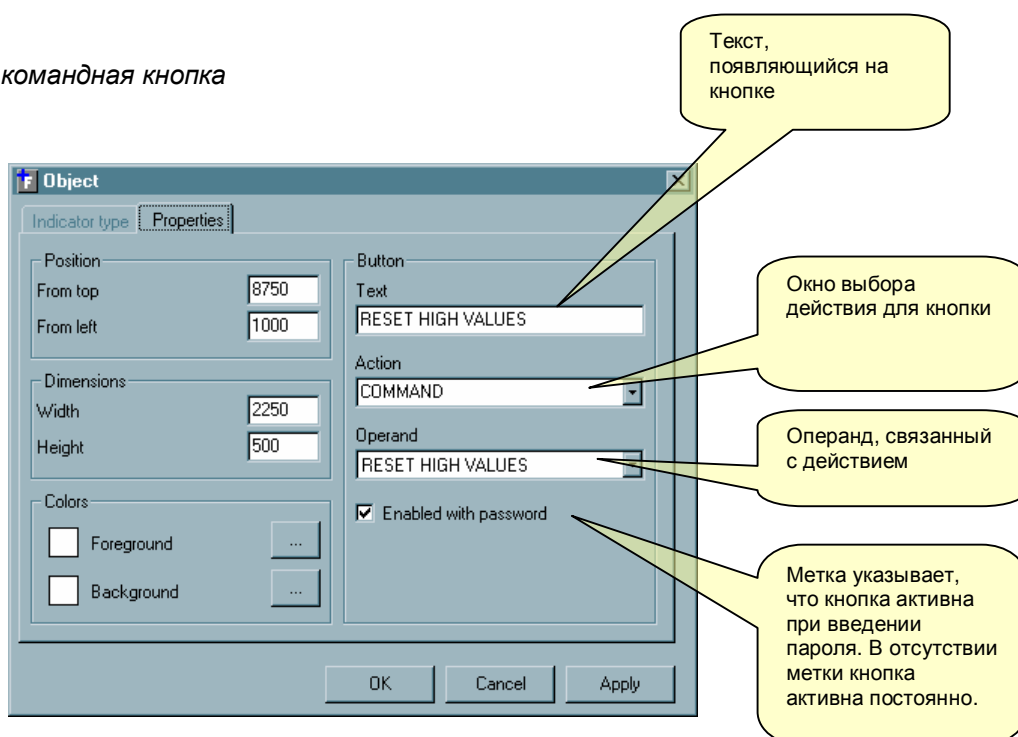 командная кнопка
Текст,
появляющийся на
кнопке
Object
Indicator type
Properties
Position
From top
8750
From left
1000
Dimensions
Width
2250
Height
500
Colors
Foreground
...
Background
...
Button
Text
RESET HIGH VALUES
Action
COMMAND
Operand
RESET HIGH VALUES
Enabled with password
OK
Cancel
Apply
Окно выбора
действия для кнопки
Операнд, связанный
с действием
Метка указывает,
что кнопка активна
при введении
пароля. В отсутствии
метки кнопка
активна постоянно.